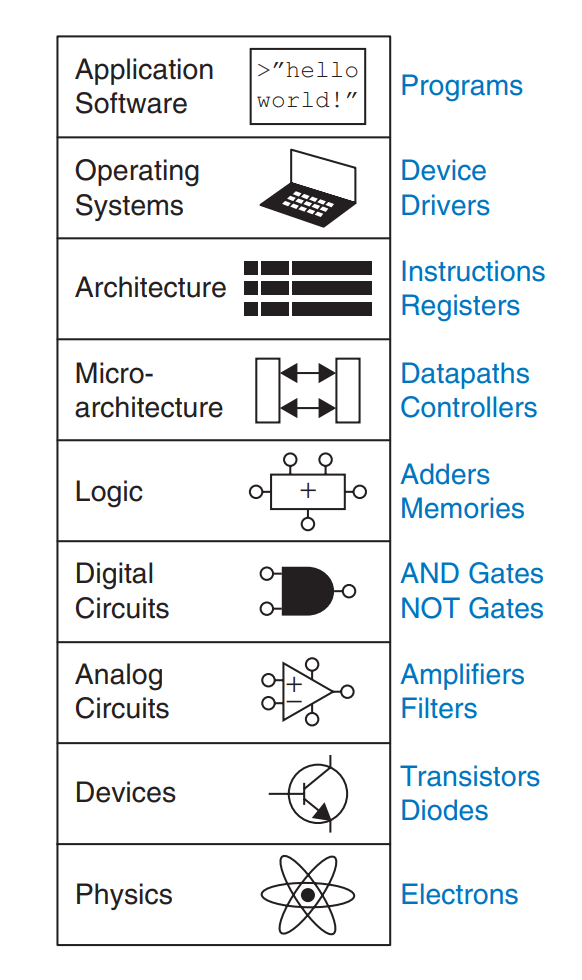 Application
Software
>”hello
world!”
Programs
Operating
Systems
Device
Drivers
Architecture
Instructions
Registers
Micro-
architecture
Datapaths
Controllers
Logic
+
Adders
Memories
Digital
Circuits
AND Gates
NOT Gates
Analog
Circuits
+
−
Amplifiers
Filters
Devices
Transistors
Diodes
Physics
Electrons